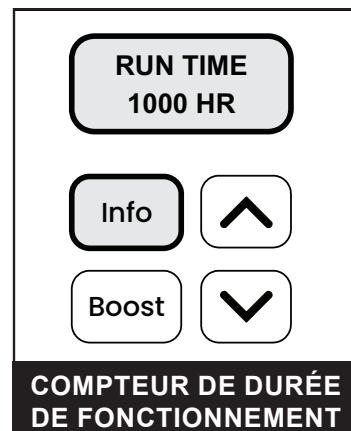 RUN TIME
1000 HR
Info
Boost
COMPTEUR DE DURÉE
DE FONCTIONNEMENT